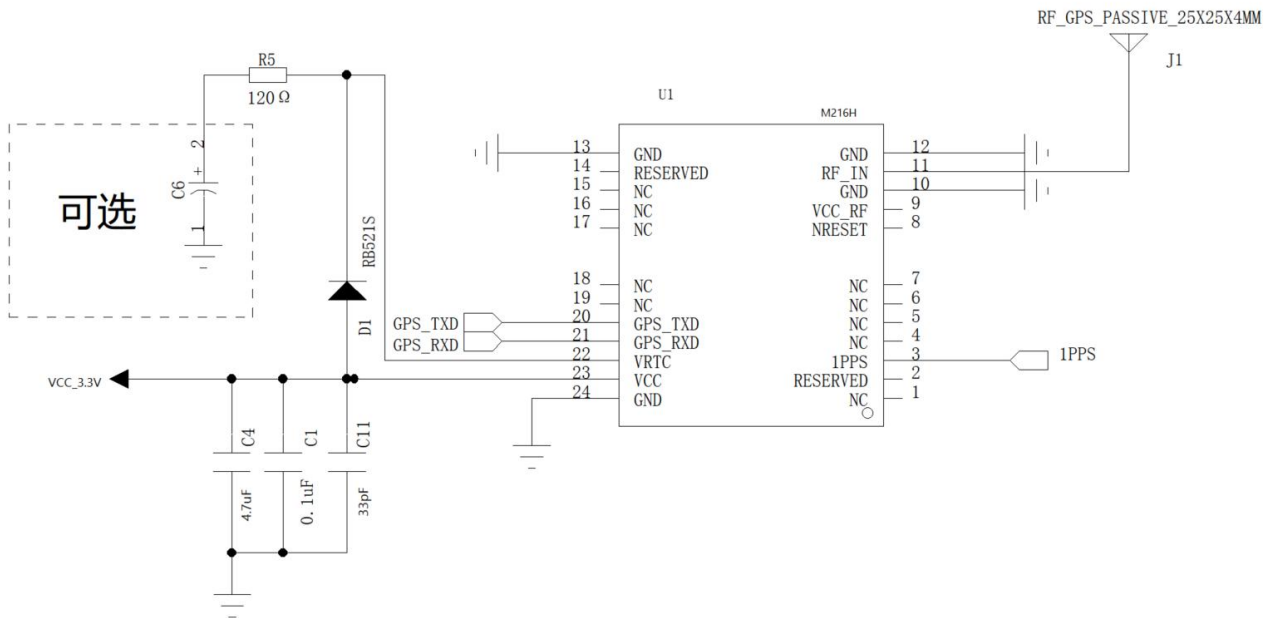 RF_GPS_PASSIVE_25X25X4MM
J1
R5
120Ω
可选
2
+
C6
1
RB521S
D1
U1
M216H
13 GND
14 RESERVED
15 NC
16 NC
17 NC
18 NC
19 NC
GPS_TXD 20 GPS_TXD
GPS_RXD 21 GPS_RXD
22 VRTC
23 VCC
24 GND
GND 12
RF_IN 11
GND 10
VCC_RF 9
NRESET 8
NC 7
NC 6
NC 5
NC 4
1PPS 3 1PPS
RESERVED 2
NC 1
VCC_3.3V
C4
4.7uF
C1
0.1uF
C11
33pF